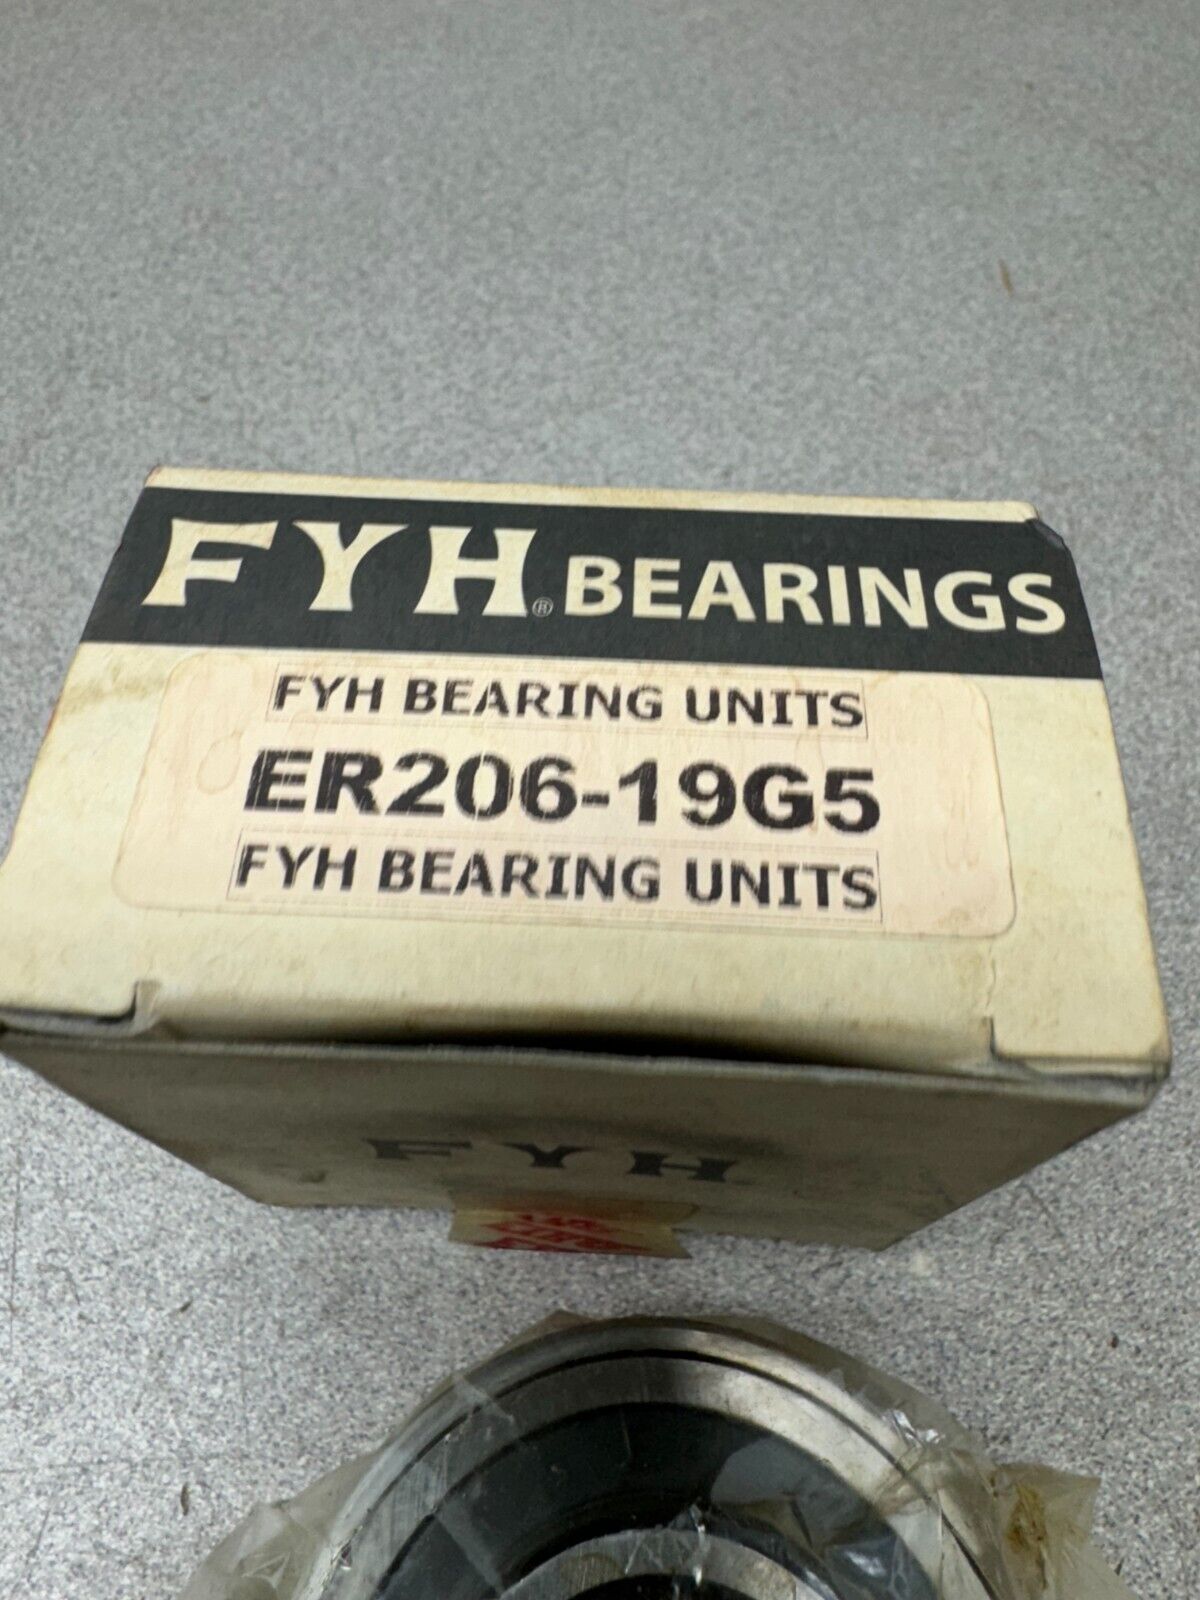 FYH® BEARINGS
FYH BEARING UNITS
ER206-19G5
FYH BEARING UNITS
FYH